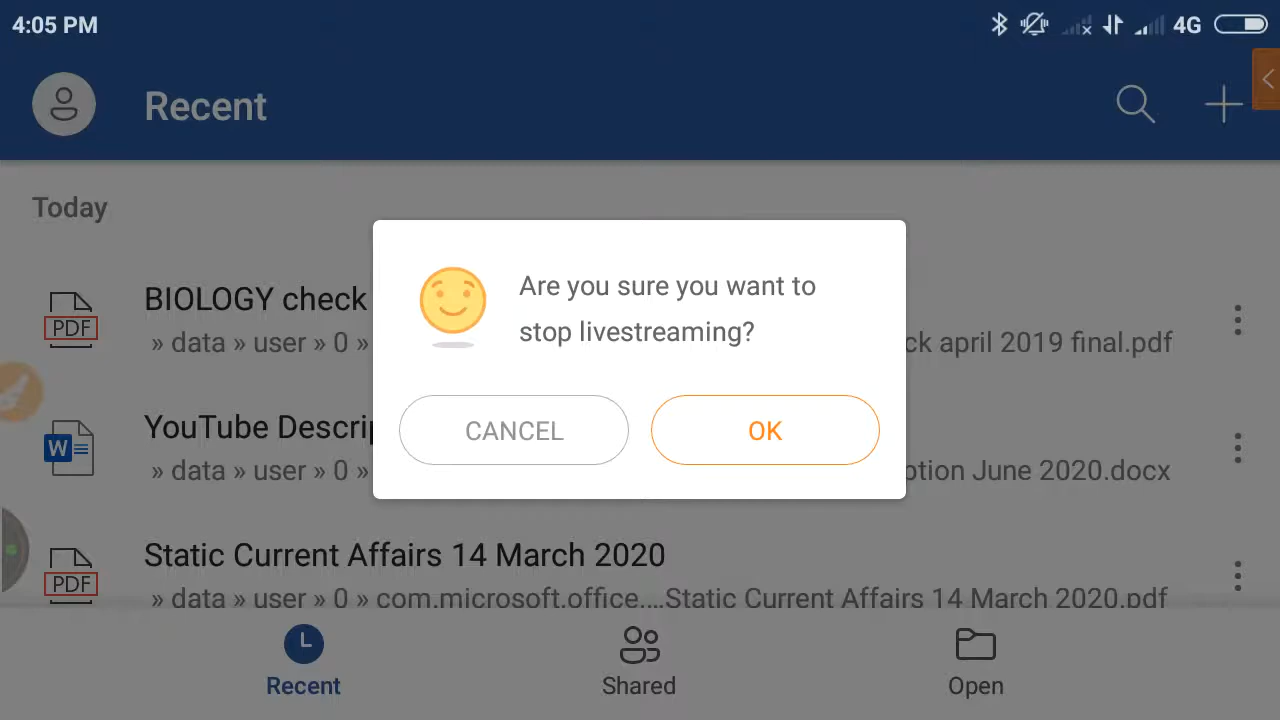 4:05 PM 4G
Recent
Today
BIOLOGY check
» data » user » 0 » ck april 2019 final.pdf
PDF
YouTube Descrip
» data » user » 0 » ption June 2020.docx
W
Are you sure you want to
stop livestreaming?
CANCEL OK
Static Current Affairs 14 March 2020
» data » user » 0 » com.microsoft.office....Static Current Affairs 14 March 2020.pdf
PDF
Recent Shared Open